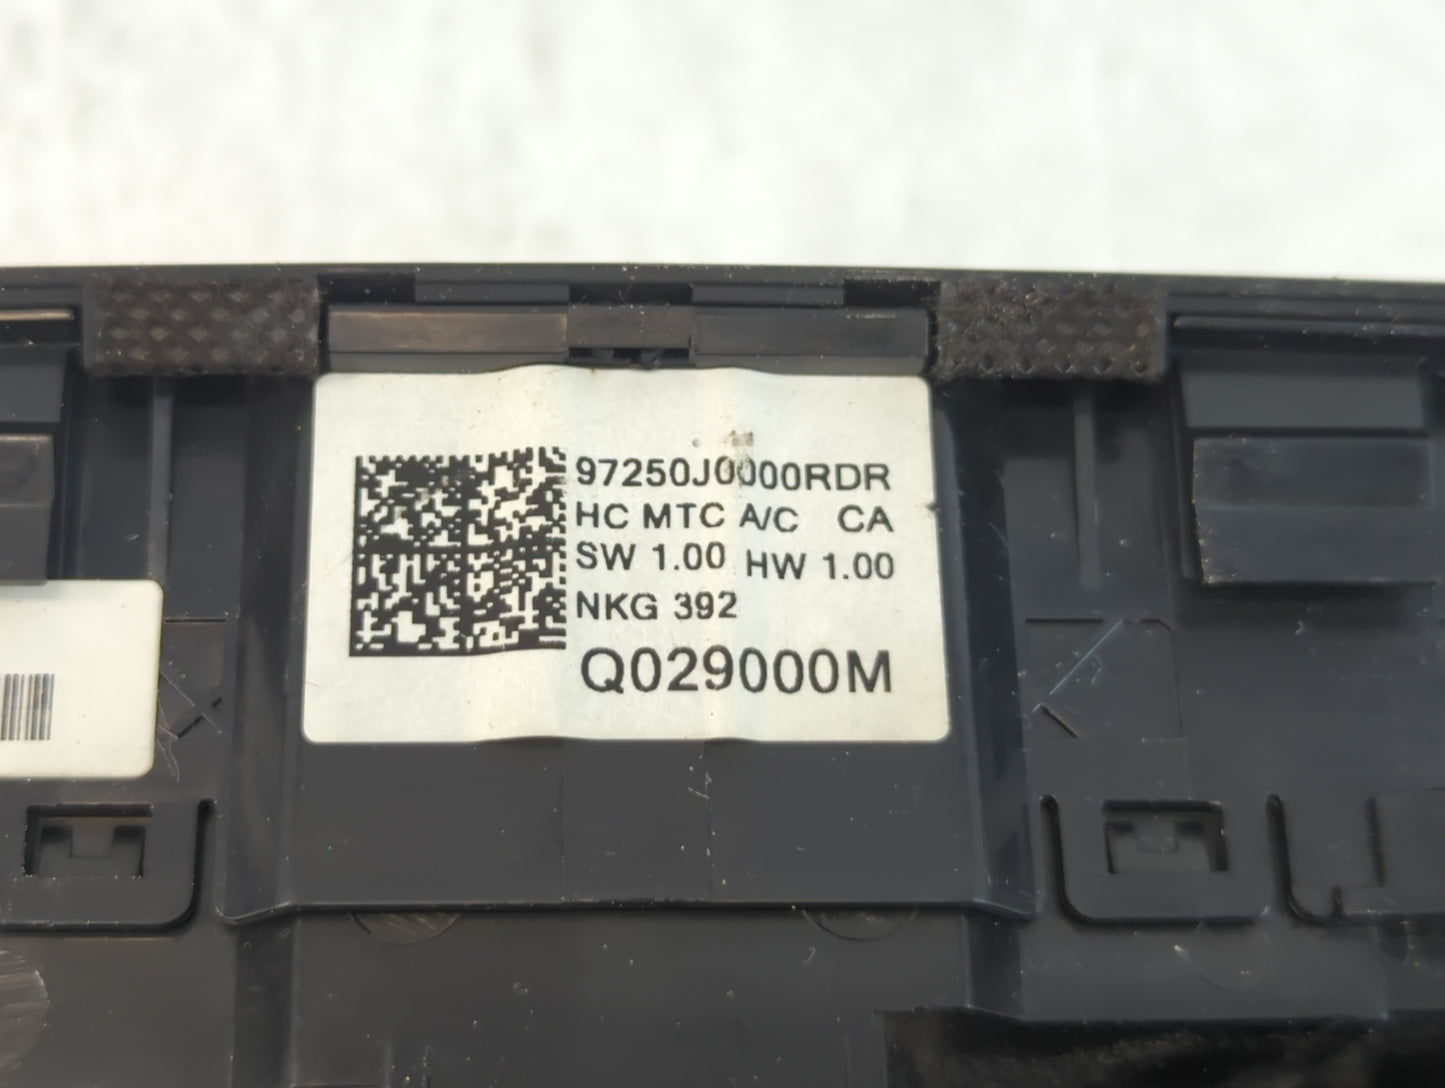 97250J0000RDR
HC MTC A/C CA
SW 1.00 HW 1.00
NKG 392
Q029000M